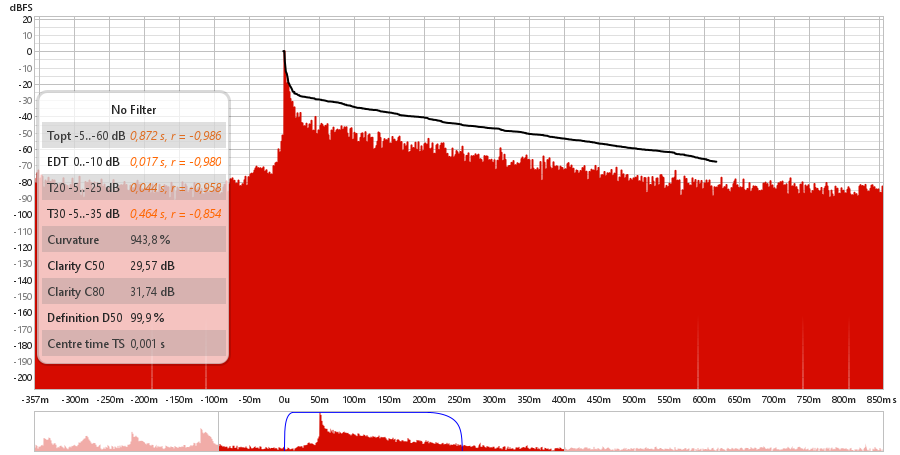 dBFS
20
10
0
-10
-20
-30
-40
-50
-60
-70
-80
-90
-100
-110
-120
-130
-140
-150
-160
-170
-180
-190
-200
No Filter
Topt -5..-60 dB 0,872 s, r = -0,986
EDT 0..-10 dB 0,017 s, r = -0,980
T20 -5..-25 dB 0,044 s, r = -0,958
T30 -5..-35 dB 0,464 s, r = -0,854
Curvature 943,8 %
Clarity C50 29,57 dB
Clarity C80 31,74 dB
Definition D50 99,9 %
Centre time TS 0,001 s
-357m -300m -250m -200m -150m -100m -50m 0u 50m 100m 150m 200m 250m 300m 350m 400m 450m 500m 550m 600m 650m 700m 750m 800m 850m s